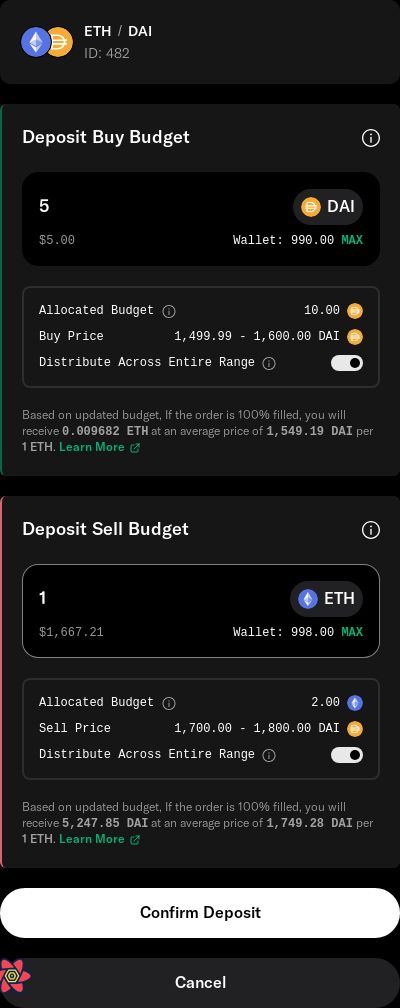 ETH / DAI
ID: 482
Deposit Buy Budget
5
DAI
$5.00
Wallet: 990.00 MAX
Allocated Budget
10.00
Buy Price
1,499.99 - 1,600.00 DAI
Distribute Across Entire Range
Based on updated budget, If the order is 100% filled, you will
receive 0.009682 ETH at an average price of 1,549.19 DAI per
1 ETH. Learn More
Deposit Sell Budget
1
ETH
$1,667.21
Wallet: 998.00 MAX
Allocated Budget
2.00
Sell Price
1,700.00 - 1,800.00 DAI
Distribute Across Entire Range
Based on updated budget, If the order is 100% filled, you will
receive 5,247.85 DAI at an average price of 1,749.28 DAI per
1 ETH. Learn More
Confirm Deposit
Cancel